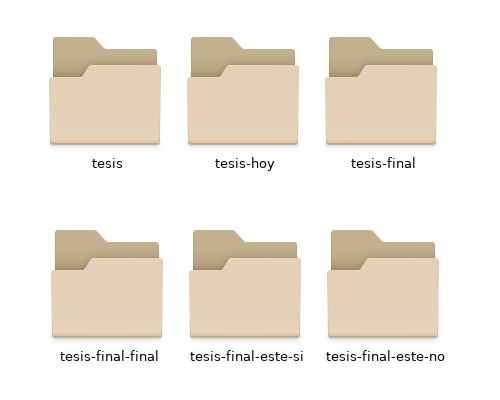 tesis
tesis-hoy
tesis-final
tesis-final-final
tesis-final-este-si
tesis-final-este-no